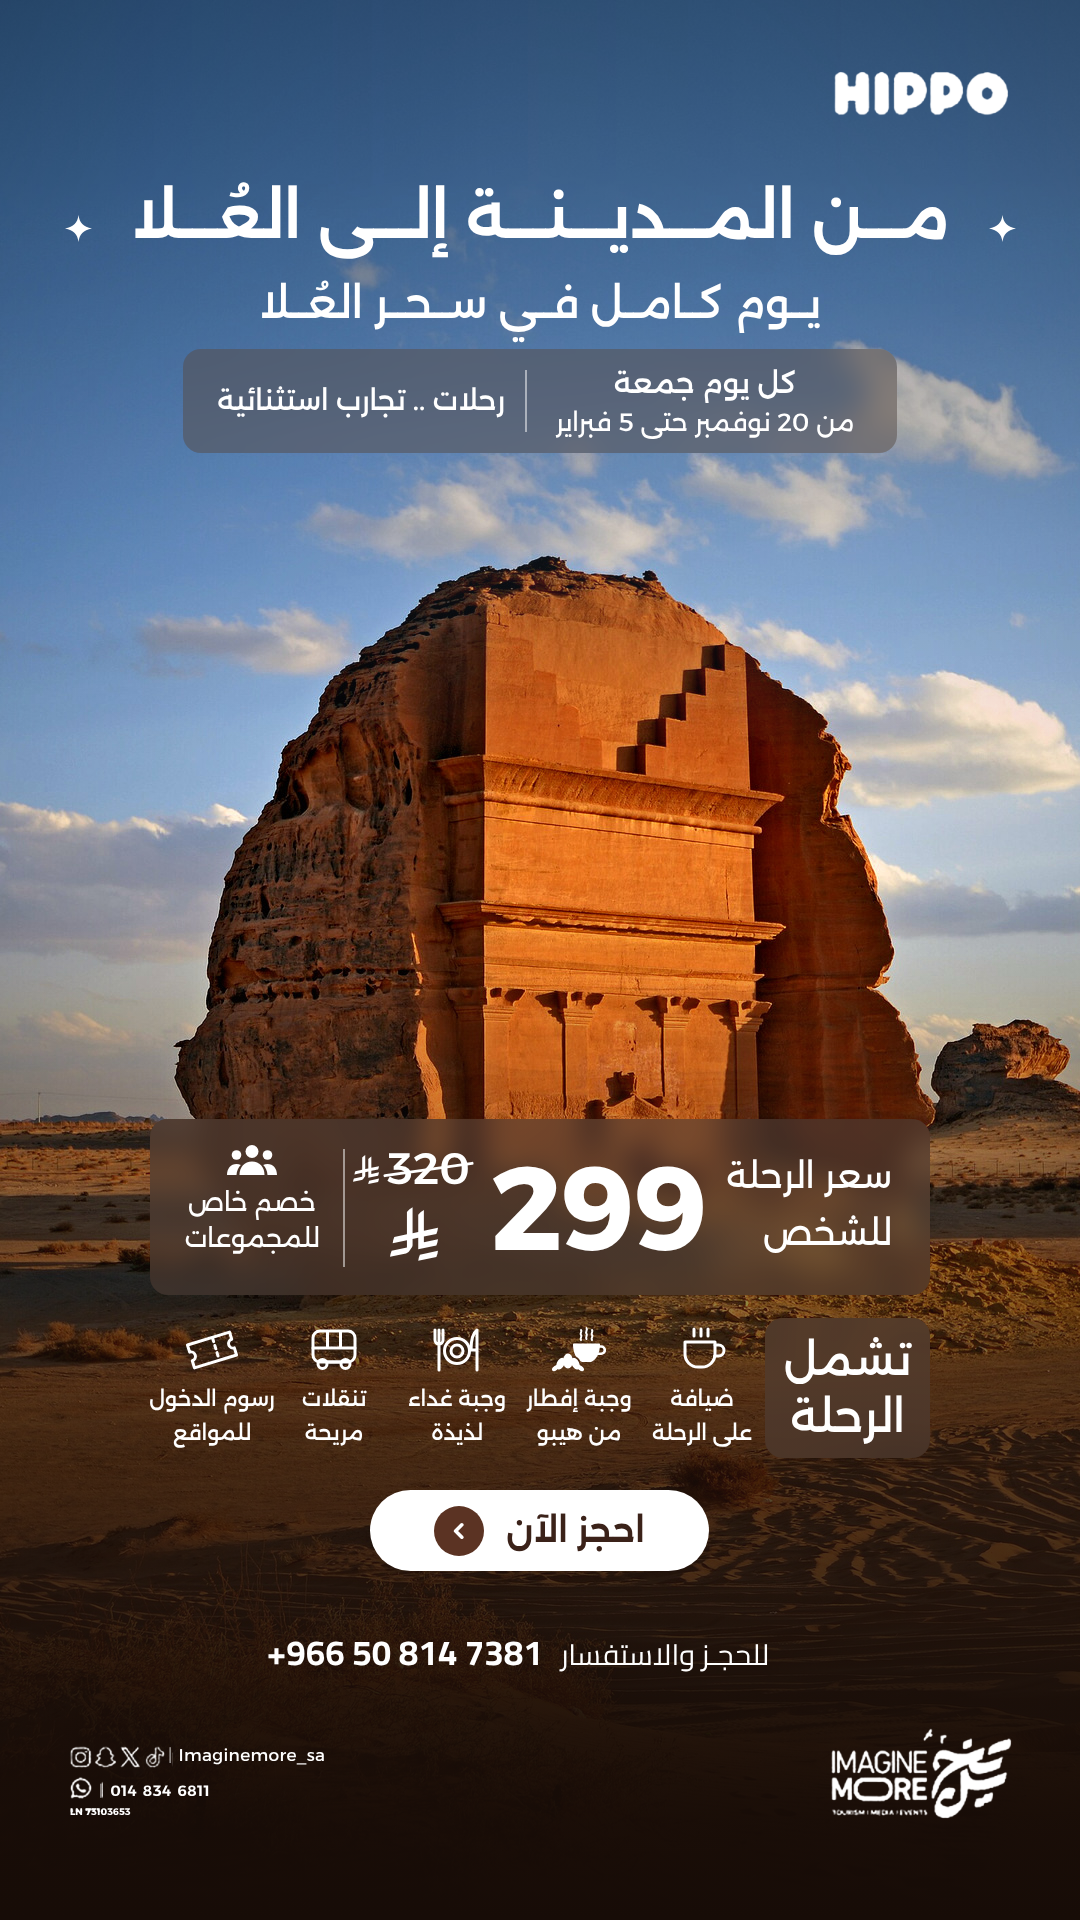 HIPPO
من المدينة إلى العُلا
يوم كامل في سحر العُلا
كل يوم جمعة
من 20 نوفمبر حتى 5 فبراير
رحلات .. تجارب استثنائية
سعر الرحلة
للشخص
299
320
خصم خاص
للمجموعات
تشمل
الرحلة
ضيافة
على الرحلة
وجبة إفطار
من هيبو
وجبة غداء
لذيذة
تنقلات
مريحة
رسوم الدخول
للمواقع
احجز الآن
للحجز والاستفسار +966 50 814 7381
| Imaginemore_sa
| 014 834 6811
LN 73103653
IMAGINE
MORE
TOURISM | MEDIA | EVENTS